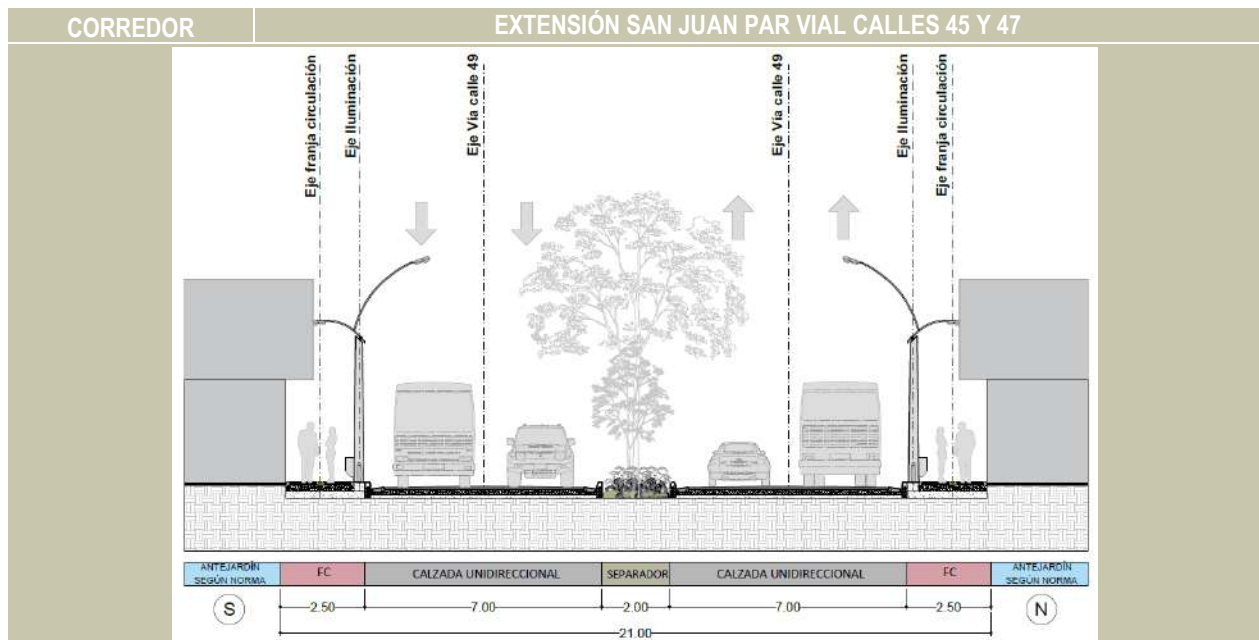 CORREDOR
EXTENSIÓN SAN JUAN PAR VIAL CALLES 45 Y 47
Eje franja circulación
Eje Iluminación
Eje Vía calle 49
Eje Vía calle 49
Eje Iluminación
Eje franja circulación
ANTEJARDÍN
SEGÚN NORMA
FC
CALZADA UNIDIRECCIONAL
SEPARADOR
CALZADA UNIDIRECCIONAL
FC
ANTEJARDÍN
SEGÚN NORMA
S
2.50
7.00
2.00
7.00
2.50
N
21.00